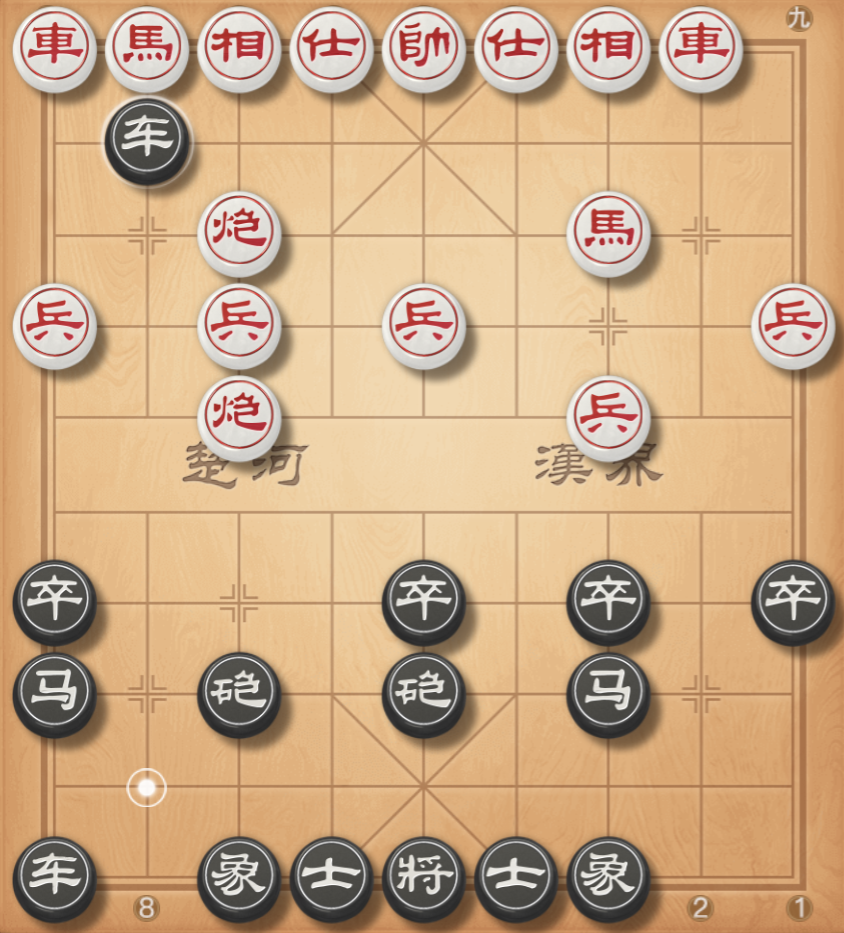 九
車 馬 相 仕 帥 仕 相 車
车
炮 馬
兵 兵 兵 兵
炮 兵
楚河 漢界
卒 卒 卒 卒
马 砲 砲 马
车 象 士 将 士 象
8 2 1